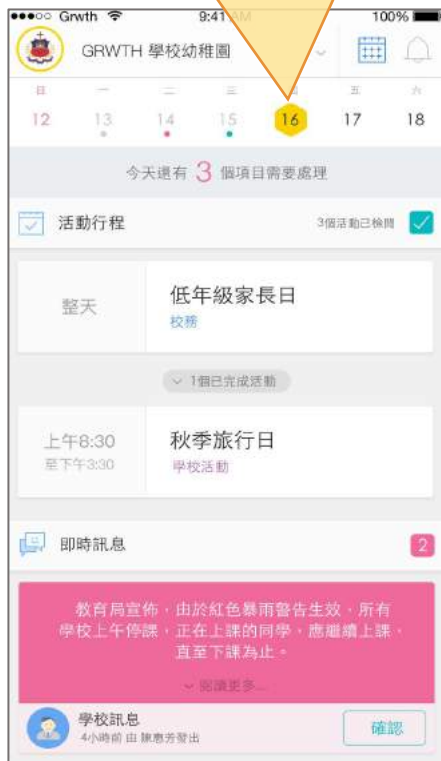 Grwth 9:41 AM 100%
GRWTH 學校幼稚園
日 一 二 三 四 五 六
12 13 14 15 16 17 18
今天還有 3 個項目需要處理
活動行程 3個活動已檢閱
整天 低年級家長日
校務
1個已完成活動
上午8:30 秋季旅行日
至下午3:30 學校活動
即時訊息 2
教育局宣佈,由於紅色暴雨警告生效,所有
學校上午停課,正在上課的同學,應繼續上課,
直至下課為止。
閱讀更多...
學校訊息
4小時前 由 陳惠芳發出 確認